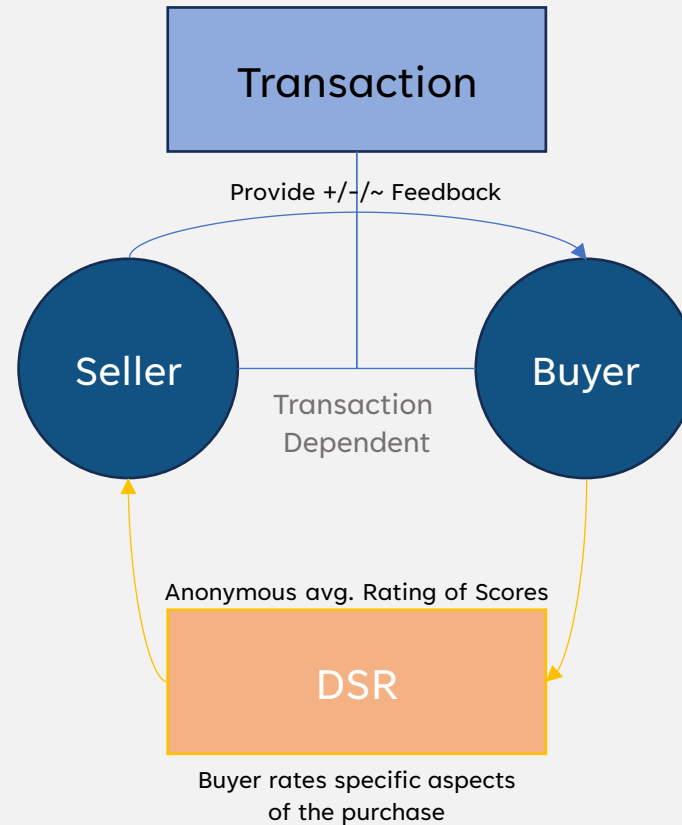 Transaction
Provide +/-/~ Feedback
Seller
Buyer
Transaction
Dependent
Anonymous avg. Rating of Scores
DSR
Buyer rates specific aspects
of the purchase